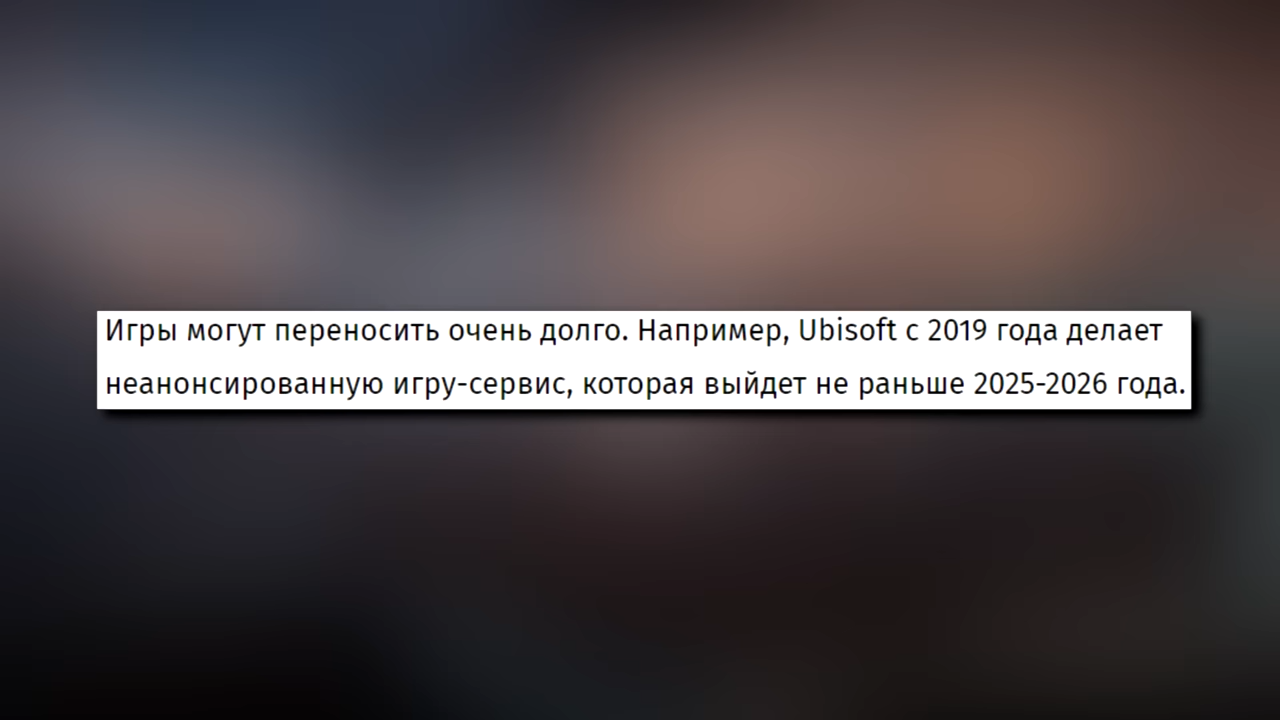 Игры могут переносить очень долго. Например, Ubisoft с 2019 года делает
неанонсированную игру-сервис, которая выйдет не раньше 2025-2026 года.